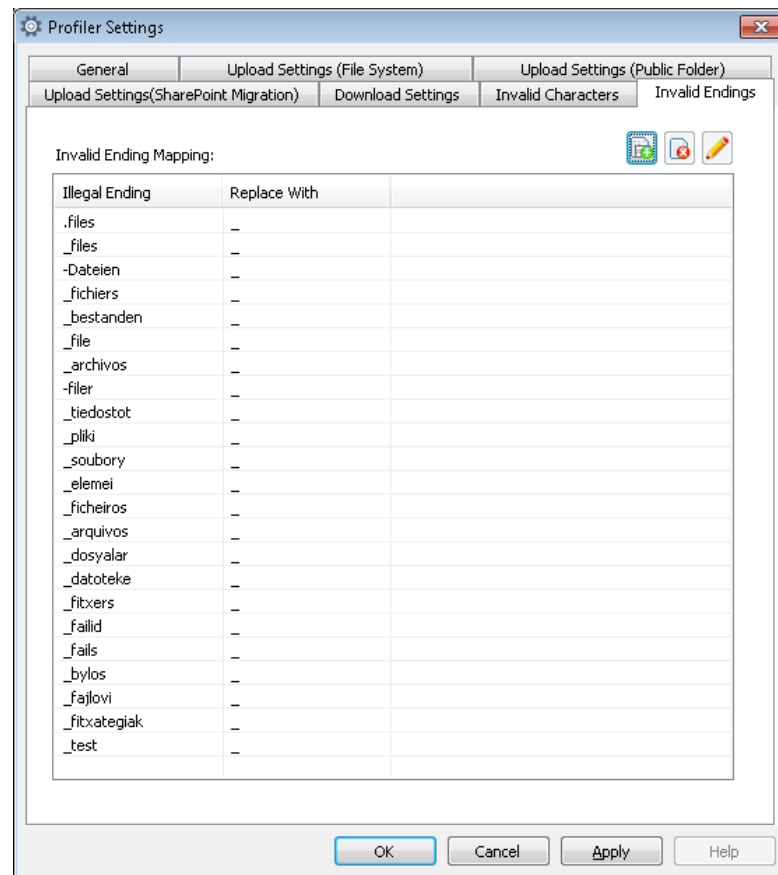 Profiler Settings
General Upload Settings (File System) Upload Settings (Public Folder)
Upload Settings(SharePoint Migration) Download Settings Invalid Characters Invalid Endings
Invalid Ending Mapping:
Illegal Ending Replace With
.files _
_files _
-Dateien _
_fichiers _
_bestanden _
_file _
_archivos _
-filer _
_tiedostot _
_pliki _
_soubory _
_elemei _
_ficheiros _
_arquivos _
_dosyalar _
_datoteke _
_fitxers _
_failid _
_fails _
_bylos _
_fajlovi _
_fitxategiak _
_test _
OK Cancel Apply Help